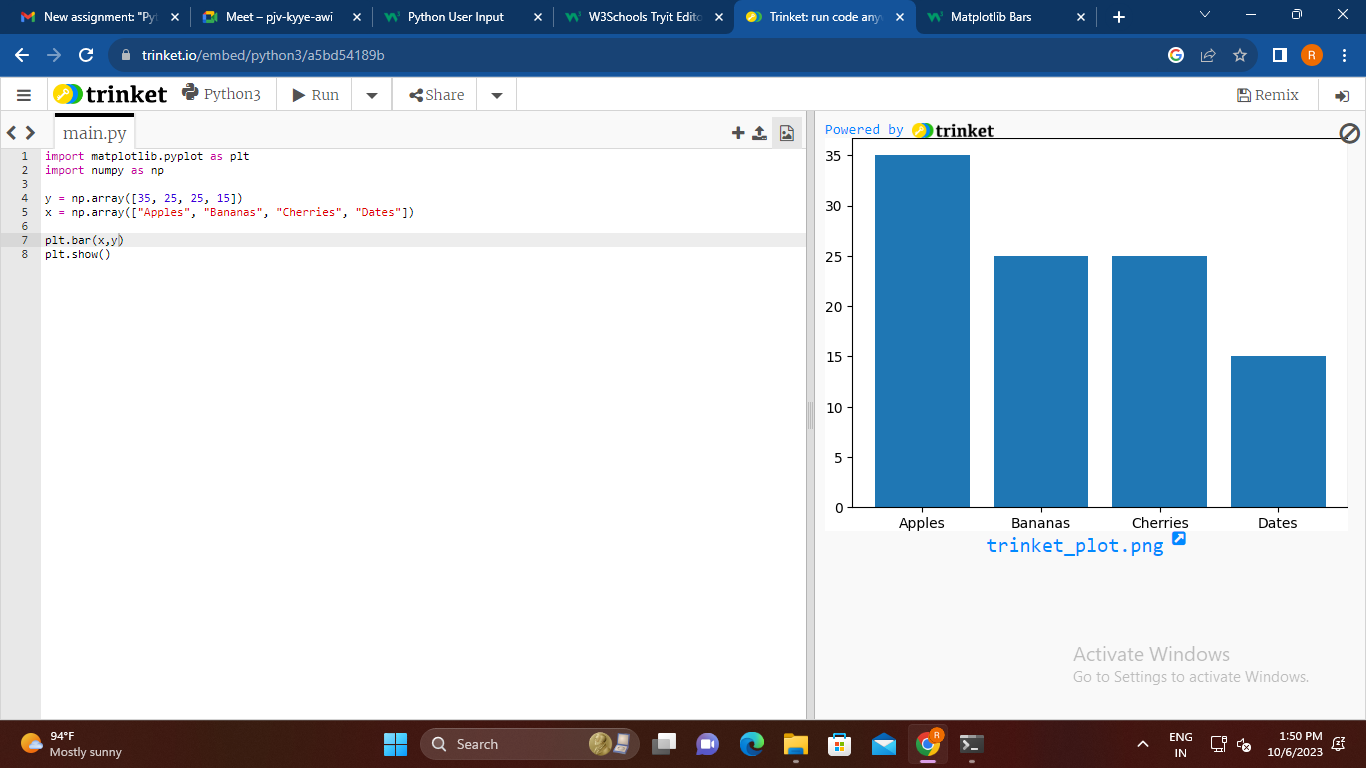 New assignment: "Pyt
Meet – pjv-kyye-awi
Python User Input
W3Schools Tryit Edito
Trinket: run code any
Matplotlib Bars
trinket.io/embed/python3/a5bd54189b
R
trinket
Python3
Run
Share
Remix
main.py
Powered by trinket
1 import matplotlib.pyplot as plt
2 import numpy as np
3
4 y = np.array([35, 25, 25, 15])
5 x = np.array(["Apples", "Bananas", "Cherries", "Dates"])
6
7 plt.bar(x,y)
8 plt.show()
35
30
25
20
15
10
5
0
Apples Bananas Cherries Dates
trinket_plot.png
Activate Windows
Go to Settings to activate Windows.
94°F
Mostly sunny
Search
R
ENG
IN
1:50 PM
10/6/2023